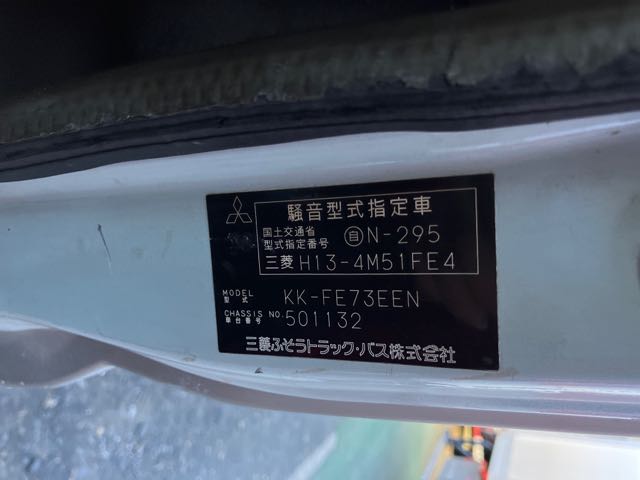 騒音型式指定車
国土交通省
型式指定番号 自N-295
三菱 H13-4M51FE4
MODEL
型式 KK-FE73EEN
CHASSIS NO.
車台番号 501132
三菱ふそうトラック・バス株式会社